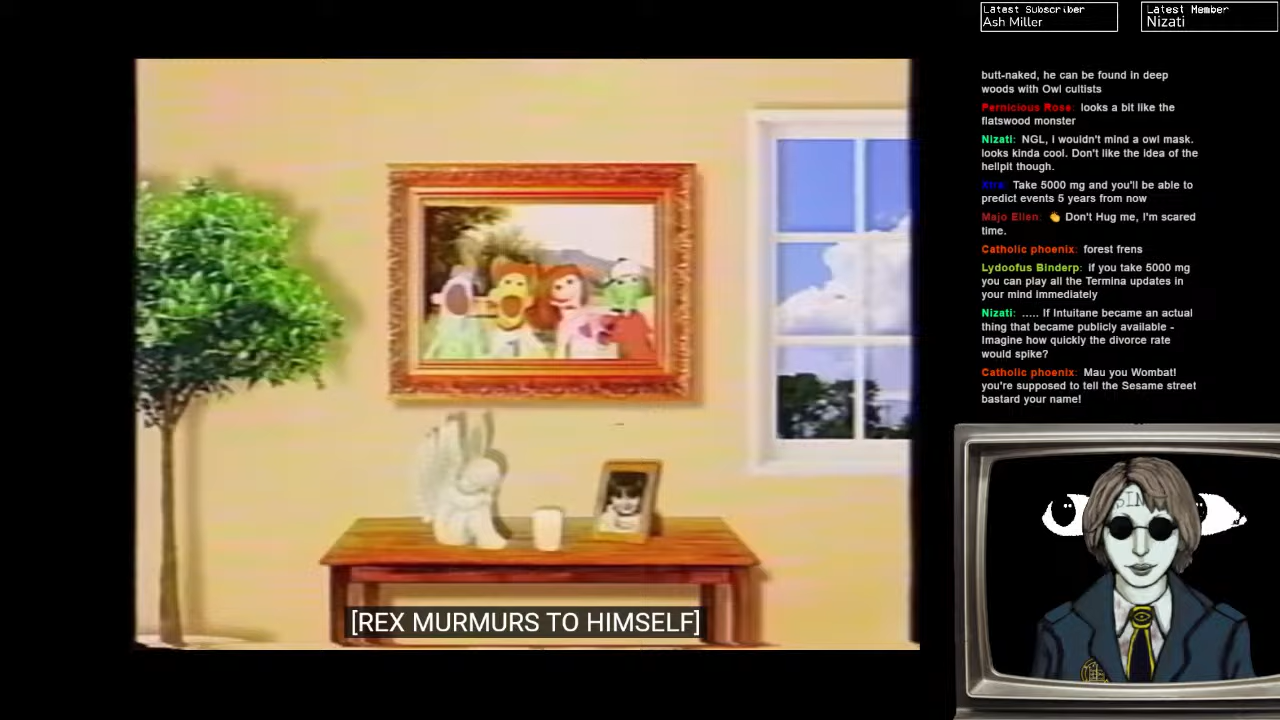 Latest Subscriber
Ash Miller
Latest Member
Nizati
butt-naked, he can be found in deep
woods with Owl cultists
Pernicious Rose: looks a bit like the
flatswood monster
Nizati: NGL, i wouldn't mind a owl mask.
looks kinda cool. Don't like the idea of the
hellpit though.
Xtra: Take 5000 mg and you'll be able to
predict events 5 years from now
Majo Ellen: 👏 Don't Hug me, I'm scared
time.
Catholic phoenix: forest frens
Lydoofus Binderp: if you take 5000 mg
you can play all the Termina updates in
your mind immediately
Nizati: ..... If Intuitane became an actual
thing that became publicly available -
Imagine how quickly the divorce rate
would spike?
Catholic phoenix: Mau you Wombat!
you're supposed to tell the Sesame street
bastard your name!
SIN
[REX MURMURS TO HIMSELF]